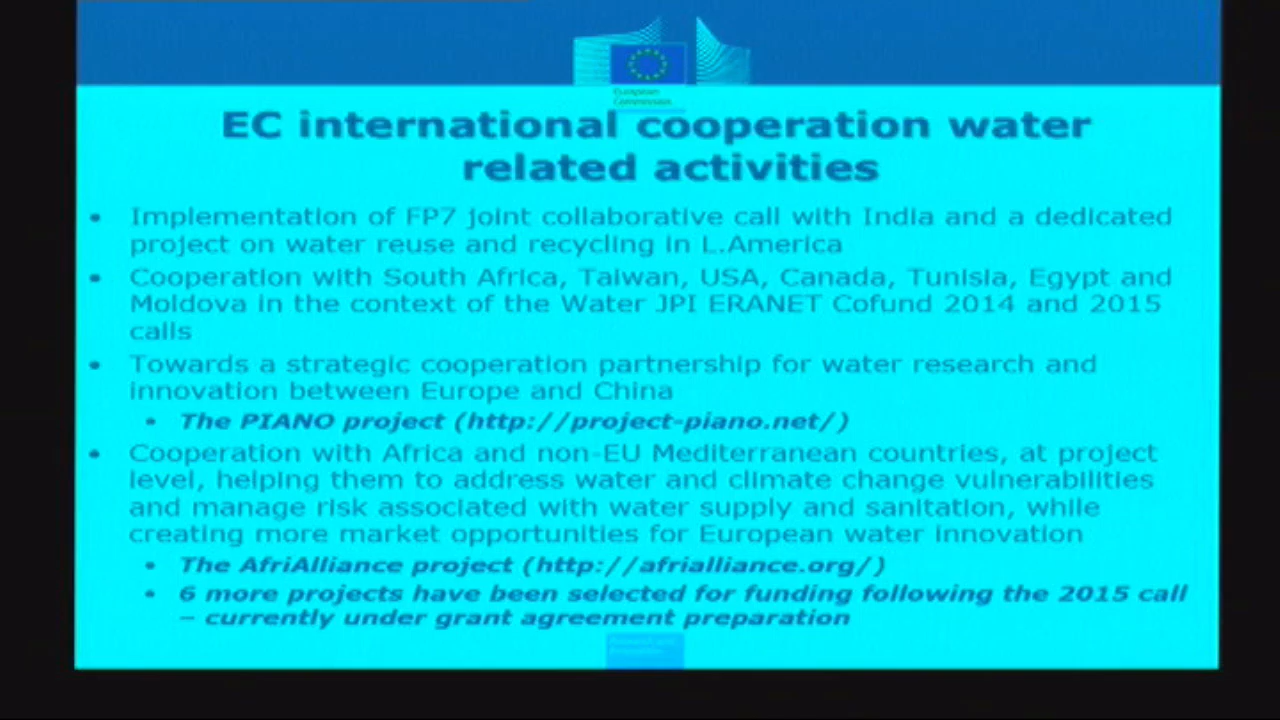 European
Commission
EC international cooperation water
related activities
• Implementation of FP7 joint collaborative call with India and a dedicated
project on water reuse and recycling in L.America
• Cooperation with South Africa, Taiwan, USA, Canada, Tunisia, Egypt and
Moldova in the context of the Water JPI ERANET Cofund 2014 and 2015
calls
• Towards a strategic cooperation partnership for water research and
innovation between Europe and China
• The PIANO project (http://project-piano.net/)
• Cooperation with Africa and non-EU Mediterranean countries, at project
level, helping them to address water and climate change vulnerabilities
and manage risk associated with water supply and sanitation, while
creating more market opportunities for European water innovation
• The AfriAlliance project (http://afrialliance.org/)
• 6 more projects have been selected for funding following the 2015 call
– currently under grant agreement preparation